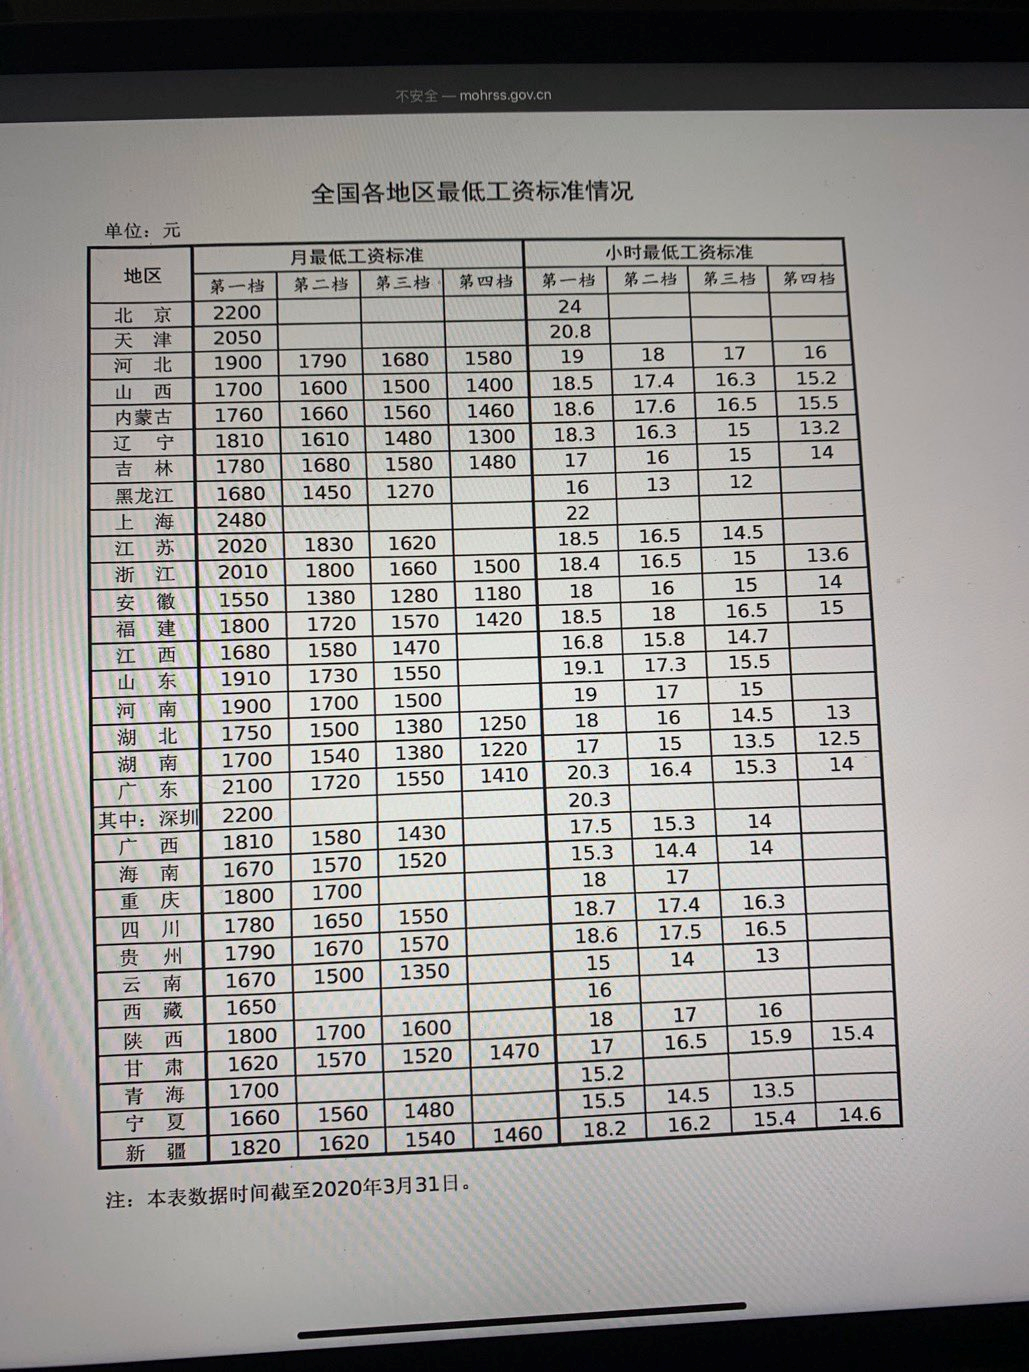 不安全 — mohrss.gov.cn
全国各地区最低工资标准情况
单位：元
地区 月最低工资标准 小时最低工资标准
第一档 第二档 第三档 第四档 第一档 第二档 第三档 第四档
北 京 2200 24
天 津 2050 20.8
河 北 1900 1790 1680 1580 19 18 17 16
山 西 1700 1600 1500 1400 18.5 17.4 16.3 15.2
内蒙古 1760 1660 1560 1460 18.6 17.6 16.5 15.5
辽 宁 1810 1610 1480 1300 18.3 16.3 15 13.2
吉 林 1780 1680 1580 1480 17 16 15 14
黑龙江 1680 1450 1270 16 13 12
上 海 2480 22
江 苏 2020 1830 1620 18.5 16.5 14.5
浙 江 2010 1800 1660 1500 18.4 16.5 15 13.6
安 徽 1550 1380 1280 1180 18 16 15 14
福 建 1800 1720 1570 1420 18.5 18 16.5 15
江 西 1680 1580 1470 16.8 15.8 14.7
山 东 1910 1730 1550 19.1 17.3 15.5
河 南 1900 1700 1500 19 17 15
湖 北 1750 1500 1380 1250 18 16 14.5 13
湖 南 1700 1540 1380 1220 17 15 13.5 12.5
广 东 2100 1720 1550 1410 20.3 16.4 15.3 14
其中：深圳 2200 20.3
广 西 1810 1580 1430 17.5 15.3 14
海 南 1670 1570 1520 15.3 14.4 14
重 庆 1800 1700 18 17
四 川 1780 1650 1550 18.7 17.4 16.3
贵 州 1790 1670 1570 18.6 17.5 16.5
云 南 1670 1500 1350 15 14 13
西 藏 1650 16
陕 西 1800 1700 1600 18 17 16
甘 肃 1620 1570 1520 1470 17 16.5 15.9 15.4
青 海 1700 15.2
宁 夏 1660 1560 1480 15.5 14.5 13.5
新 疆 1820 1620 1540 1460 18.2 16.2 15.4 14.6
注：本表数据时间截至2020年3月31日。